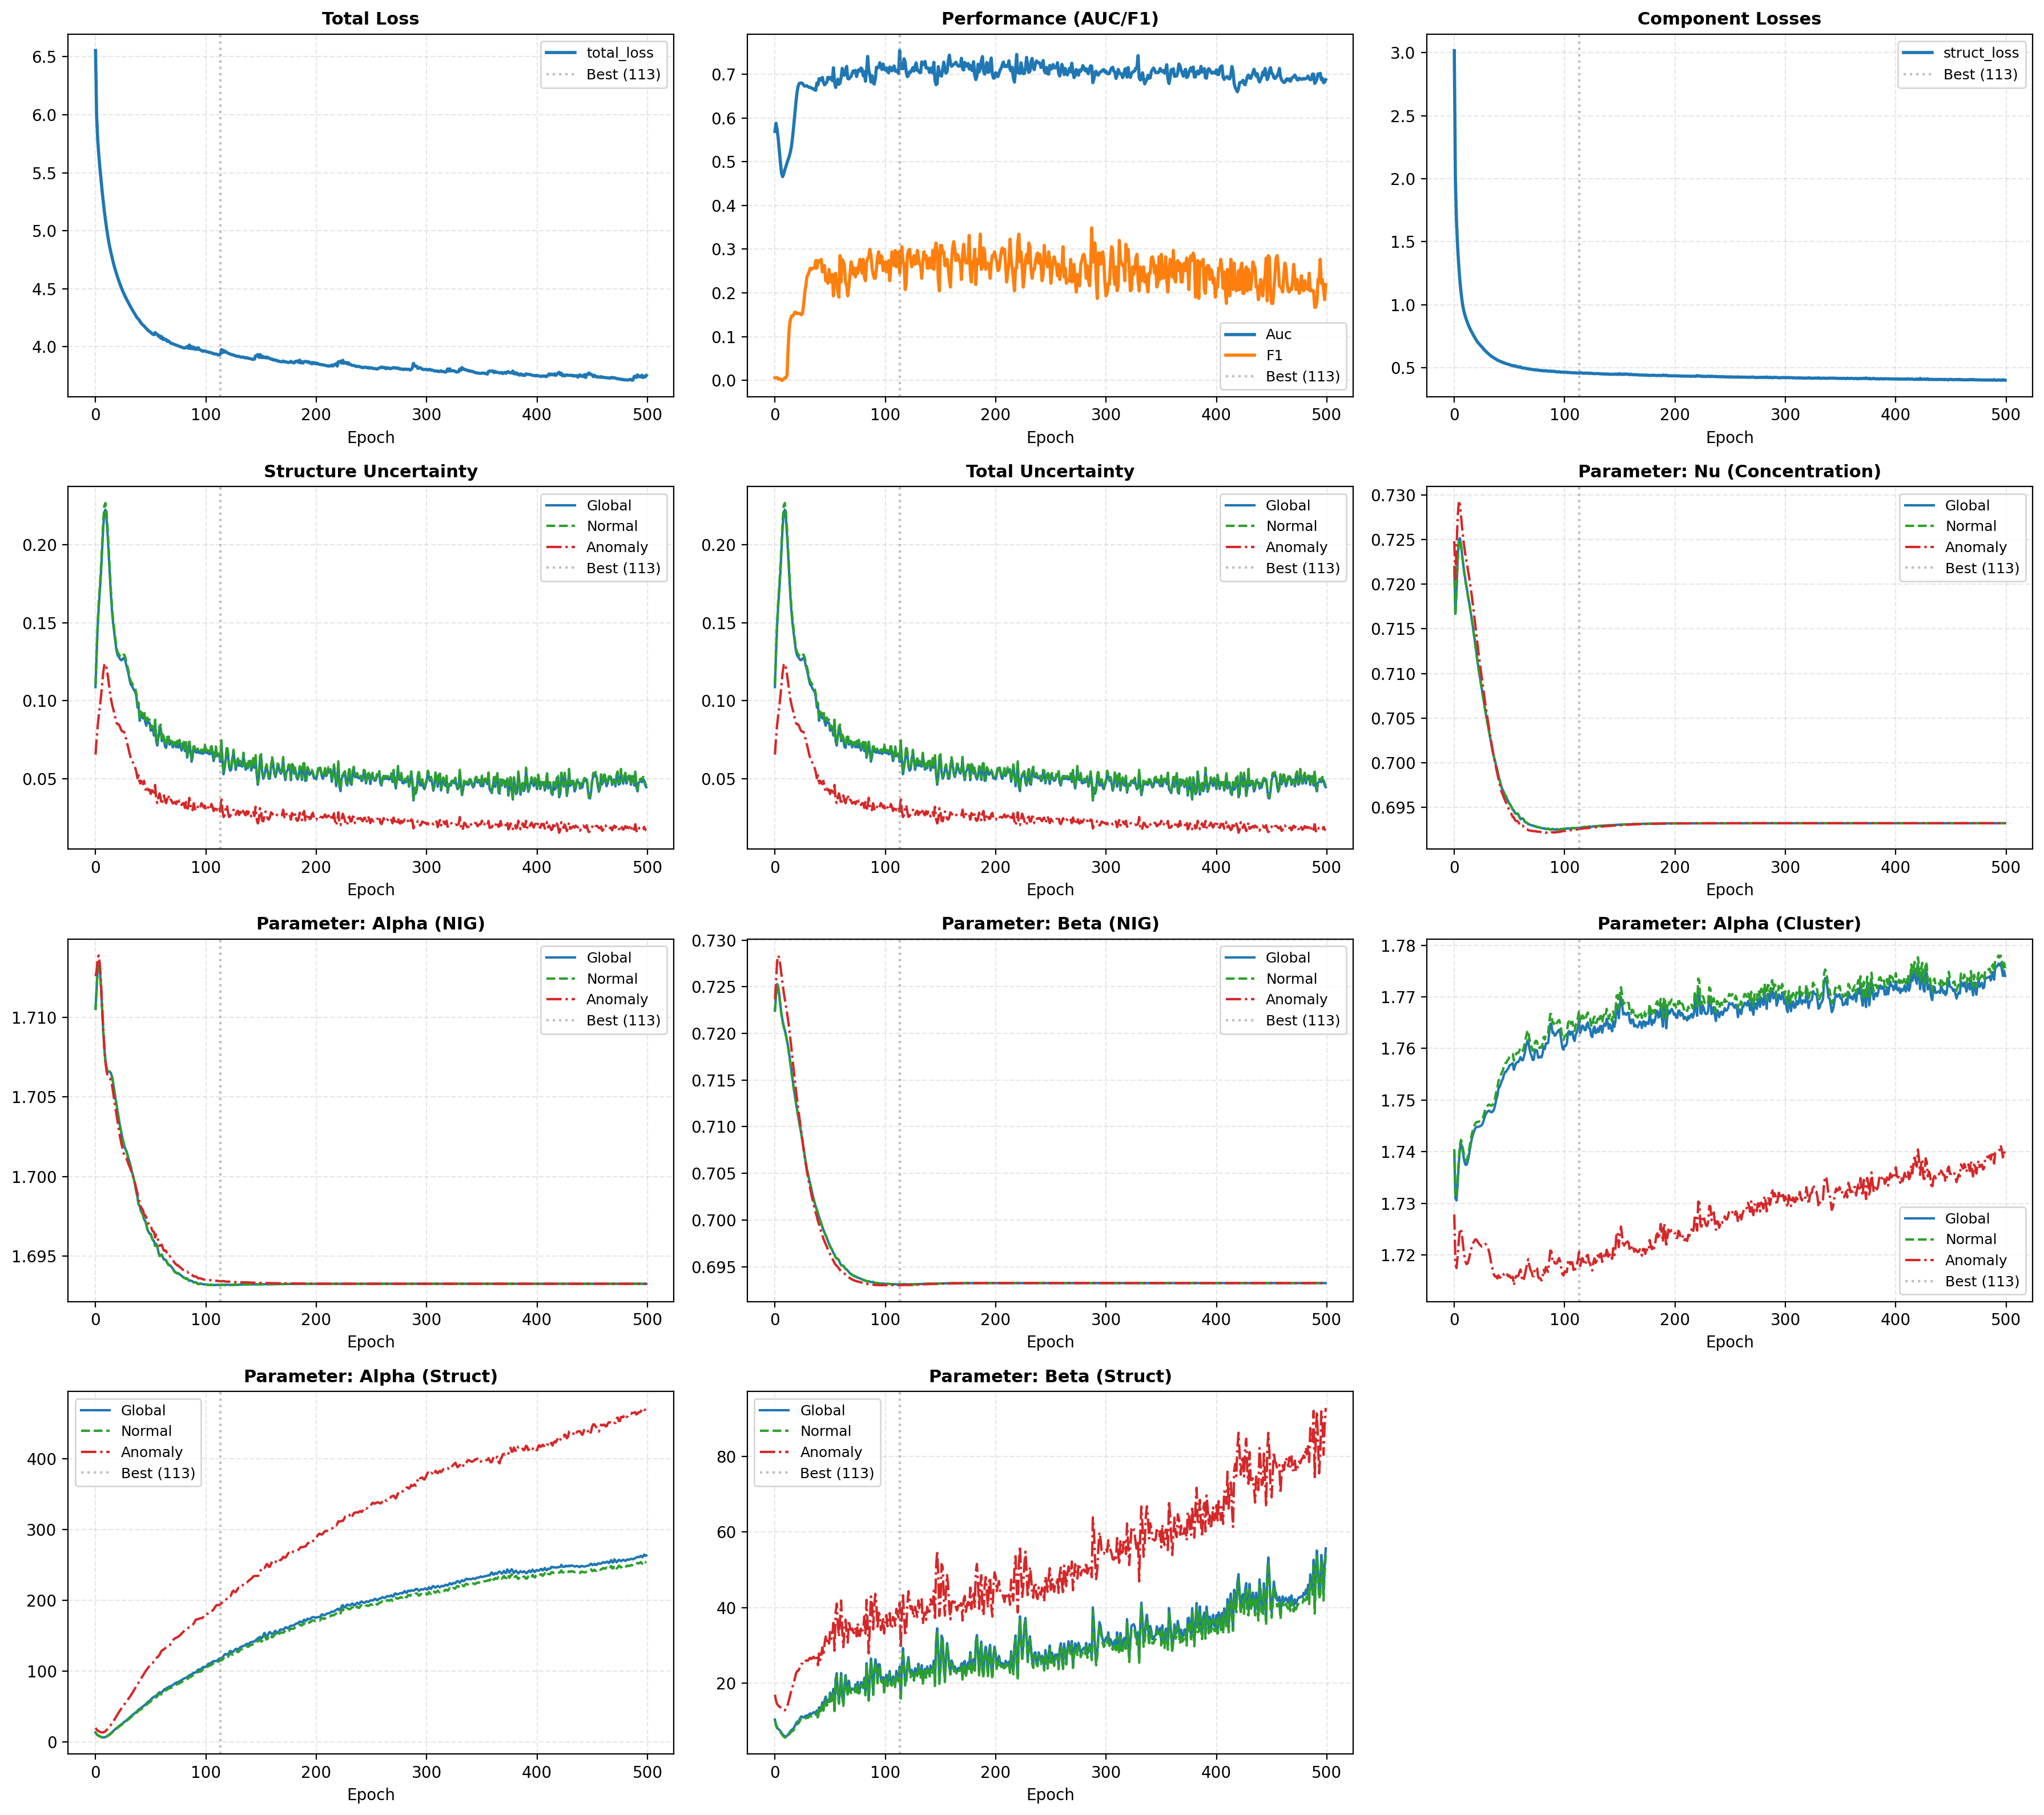 Total Loss
6.5
6.0
5.5
5.0
4.5
4.0
total_loss
Best (113)
0
100
200
300
400
500
Epoch
Performance (AUC/F1)
0.7
0.6
0.5
0.4
0.3
0.2
0.1
0.0
Auc
F1
Best (113)
0
100
200
300
400
500
Epoch
Component Losses
3.0
2.5
2.0
1.5
1.0
0.5
struct_loss
Best (113)
0
100
200
300
400
500
Epoch
Structure Uncertainty
0.20
0.15
0.10
0.05
Global
Normal
Anomaly
Best (113)
0
100
200
300
400
500
Epoch
Total Uncertainty
0.20
0.15
0.10
0.05
Global
Normal
Anomaly
Best (113)
0
100
200
300
400
500
Epoch
Parameter: Nu (Concentration)
0.730
0.725
0.720
0.715
0.710
0.705
0.700
0.695
Global
Normal
Anomaly
Best (113)
0
100
200
300
400
500
Epoch
Parameter: Alpha (NIG)
1.710
1.705
1.700
1.695
Global
Normal
Anomaly
Best (113)
0
100
200
300
400
500
Epoch
Parameter: Beta (NIG)
0.730
0.725
0.720
0.715
0.710
0.705
0.700
0.695
Global
Normal
Anomaly
Best (113)
0
100
200
300
400
500
Epoch
Parameter: Alpha (Cluster)
1.78
1.77
1.76
1.75
1.74
1.73
1.72
Global
Normal
Anomaly
Best (113)
0
100
200
300
400
500
Epoch
Parameter: Alpha (Struct)
400
300
200
100
0
Global
Normal
Anomaly
Best (113)
0
100
200
300
400
500
Epoch
Parameter: Beta (Struct)
80
60
40
20
Global
Normal
Anomaly
Best (113)
0
100
200
300
400
500
Epoch